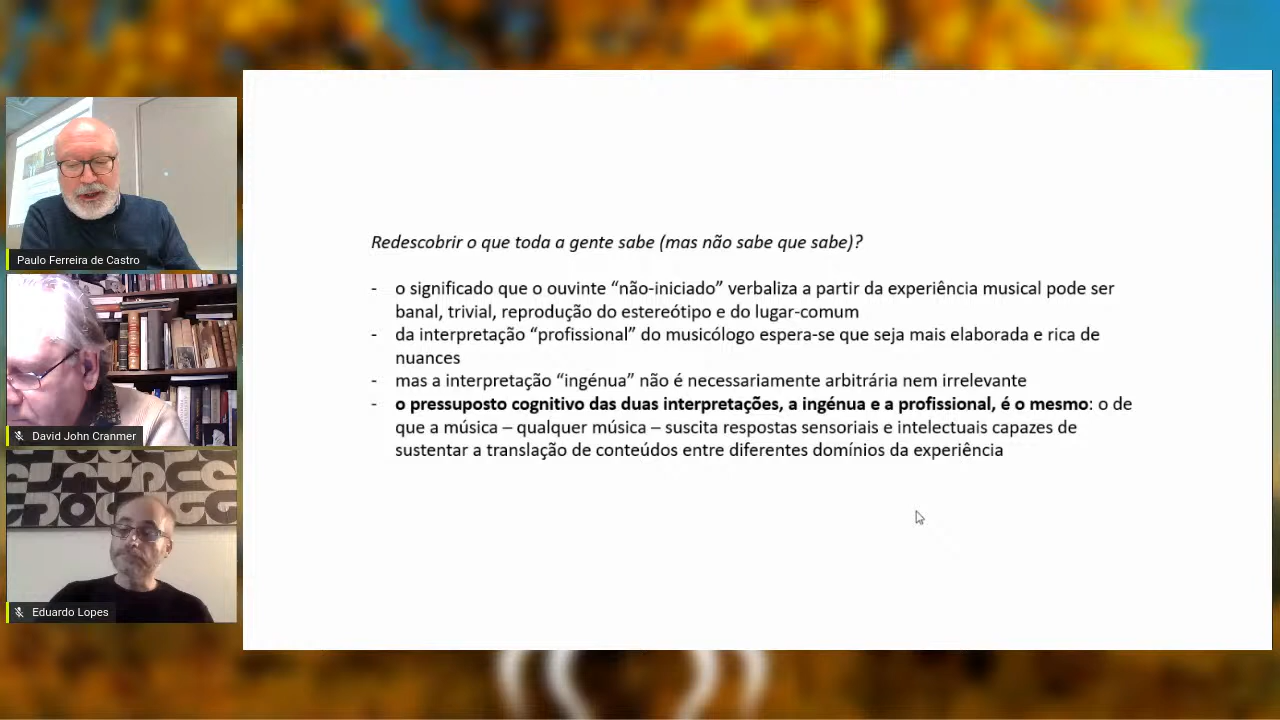 Paulo Ferreira de Castro
David John Cranmer
Eduardo Lopes
Redescobrir o que toda a gente sabe (mas não sabe que sabe)?
- o significado que o ouvinte “não-iniciado” verbaliza a partir da experiência musical pode ser
banal, trivial, reprodução do estereótipo e do lugar-comum
- da interpretação “profissional” do musicólogo espera-se que seja mais elaborada e rica de
nuances
- mas a interpretação “ingénua” não é necessariamente arbitrária nem irrelevante
- o pressuposto cognitivo das duas interpretações, a ingénua e a profissional, é o mesmo: o de
que a música – qualquer música – suscita respostas sensoriais e intelectuais capazes de
sustentar a translação de conteúdos entre diferentes domínios da experiência